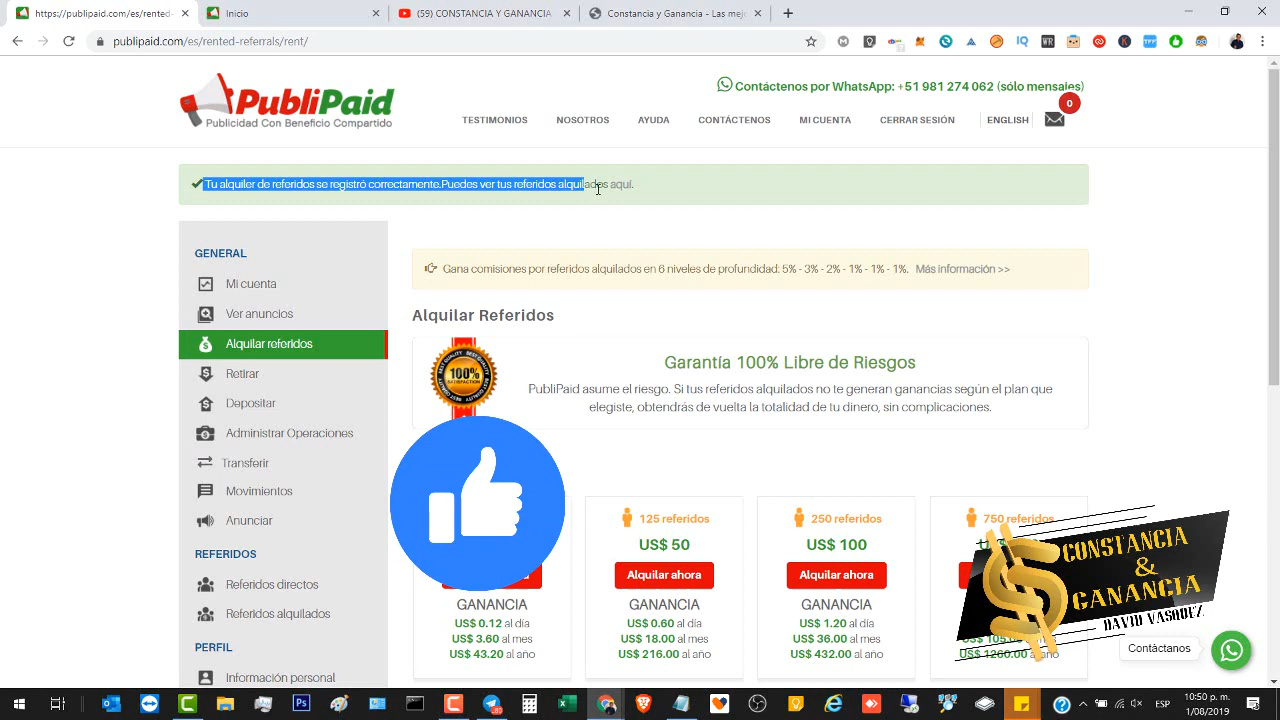 https://publipaid.com/es/rented-
Inicio
(59) CONSTANCIA Y GANANCIA
Constancia y Ganancia - Las mej
publipaid.com/es/rented-referrals/rent/
PubliPaid
Publicidad Con Beneficio Compartido
Contáctenos por WhatsApp: +51 981 274 062 (sólo mensajes)
TESTIMONIOS NOSOTROS AYUDA CONTÁCTENOS MI CUENTA CERRAR SESIÓN ENGLISH
0
Tu alquiler de referidos se registró correctamente.Puedes ver tus referidos alquilados aquí.
Gana comisiones por referidos alquilados en 6 niveles de profundidad: 5% - 3% - 2% - 1% - 1% - 1%. Más información >>
GENERAL
Mi cuenta
Ver anuncios
Alquilar referidos
Retirar
Depositar
Administrar Operaciones
Transferir
Movimientos
Anunciar
REFERIDOS
Referidos directos
Referidos alquilados
PERFIL
Información personal
Alquilar Referidos
100%
SATISFACTION
Garantía 100% Libre de Riesgos
PubliPaid asume el riesgo. Si tus referidos alquilados no te generan ganancias según el plan que
elegiste, obtendrás de vuelta la totalidad de tu dinero, sin complicaciones.
GANANCIA
US$ 0.12 al día
US$ 3.60 al mes
US$ 43.20 al año
125 referidos
US$ 50
Alquilar ahora
GANANCIA
US$ 0.60 al día
US$ 18.00 al mes
US$ 216.00 al año
250 referidos
US$ 100
Alquilar ahora
GANANCIA
US$ 1.20 al día
US$ 36.00 al mes
US$ 432.00 al año
750 referidos
US$ 1260.00 al año
CONSTANCIA
&
GANANCIA
DAVID VASQUEZ
Contáctanos
ESP
10:50 p. m.
1/08/2019